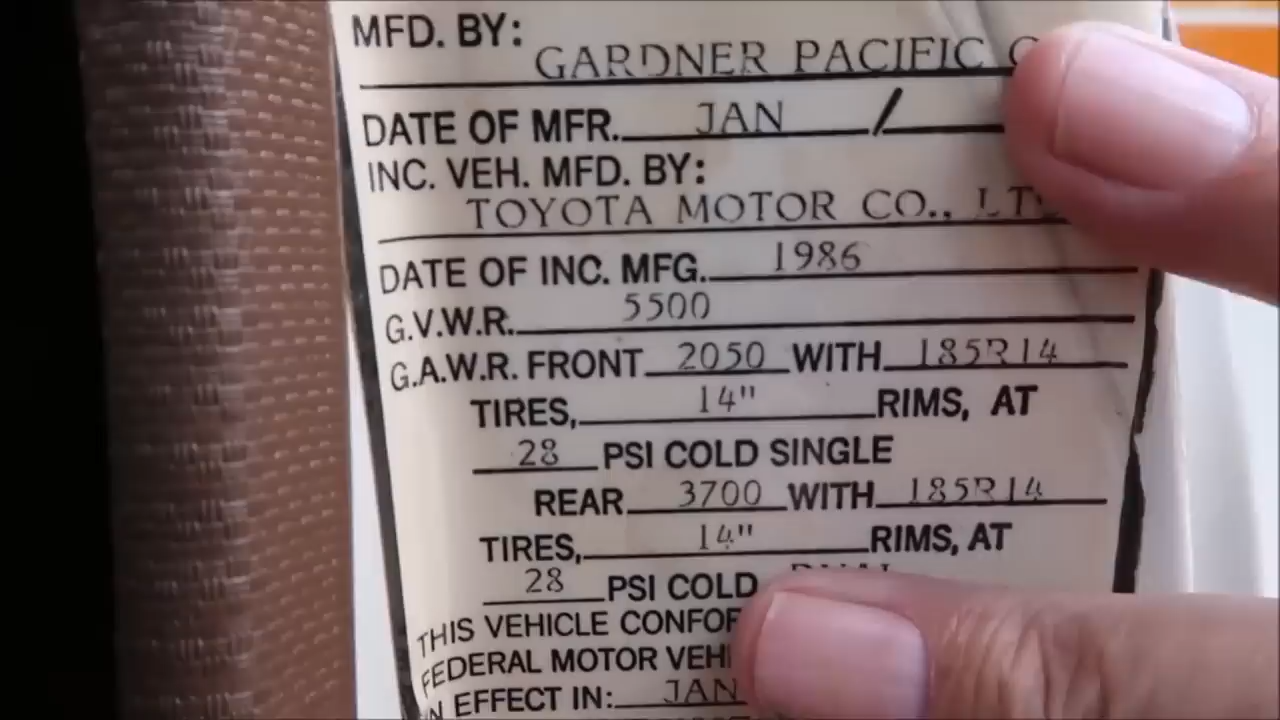 MFD. BY:
GARDNER PACIFIC
DATE OF MFR. JAN /
INC. VEH. MFD. BY:
TOYOTA MOTOR CO.,
DATE OF INC. MFG. 1986
G.V.W.R. 5500
G.A.W.R. FRONT 2050 WITH 185R14
TIRES, 14" RIMS, AT
28 PSI COLD SINGLE
REAR 3700 WITH 185R14
TIRES, 14" RIMS, AT
28 PSI COLD
THIS VEHICLE
FEDERAL MOTOR
IN EFFECT IN: JAN